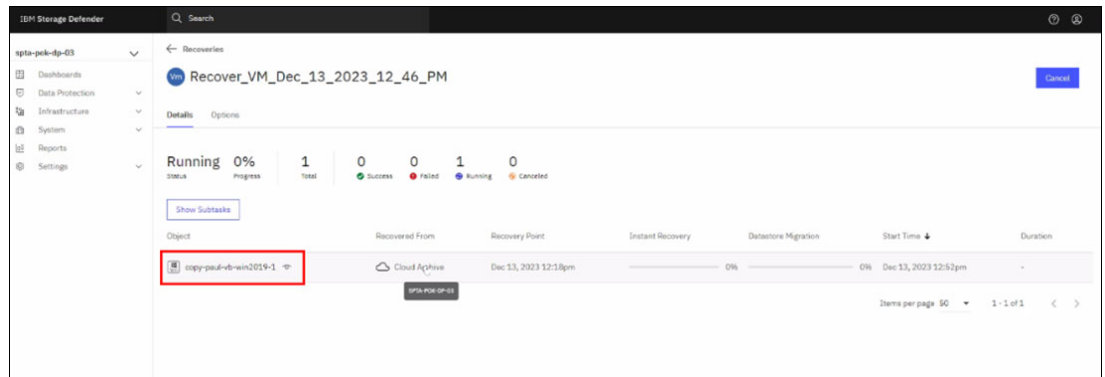 IBM Storage Defender
Search
spta-pok-dp-03
Dashboards
Data Protection
Infrastructure
System
Reports
Settings
← Recoveries
Vm Recover_VM_Dec_13_2023_12_46_PM
Cancel
Details Options
Running 0% 1 0 0 1 0
Status Progress Total Success Failed Running Canceled
Show Subtasks
Object Recovered From Recovery Point Instant Recovery Datastore Migration Start Time ↓ Duration
copy-paul-vb-win2019-1 Cloud Archive Dec 13, 2023 12:18pm 0% 0% Dec 13, 2023 12:52pm -
SPTA-POK-DP-03
Items per page 50 1 - 1 of 1 < >